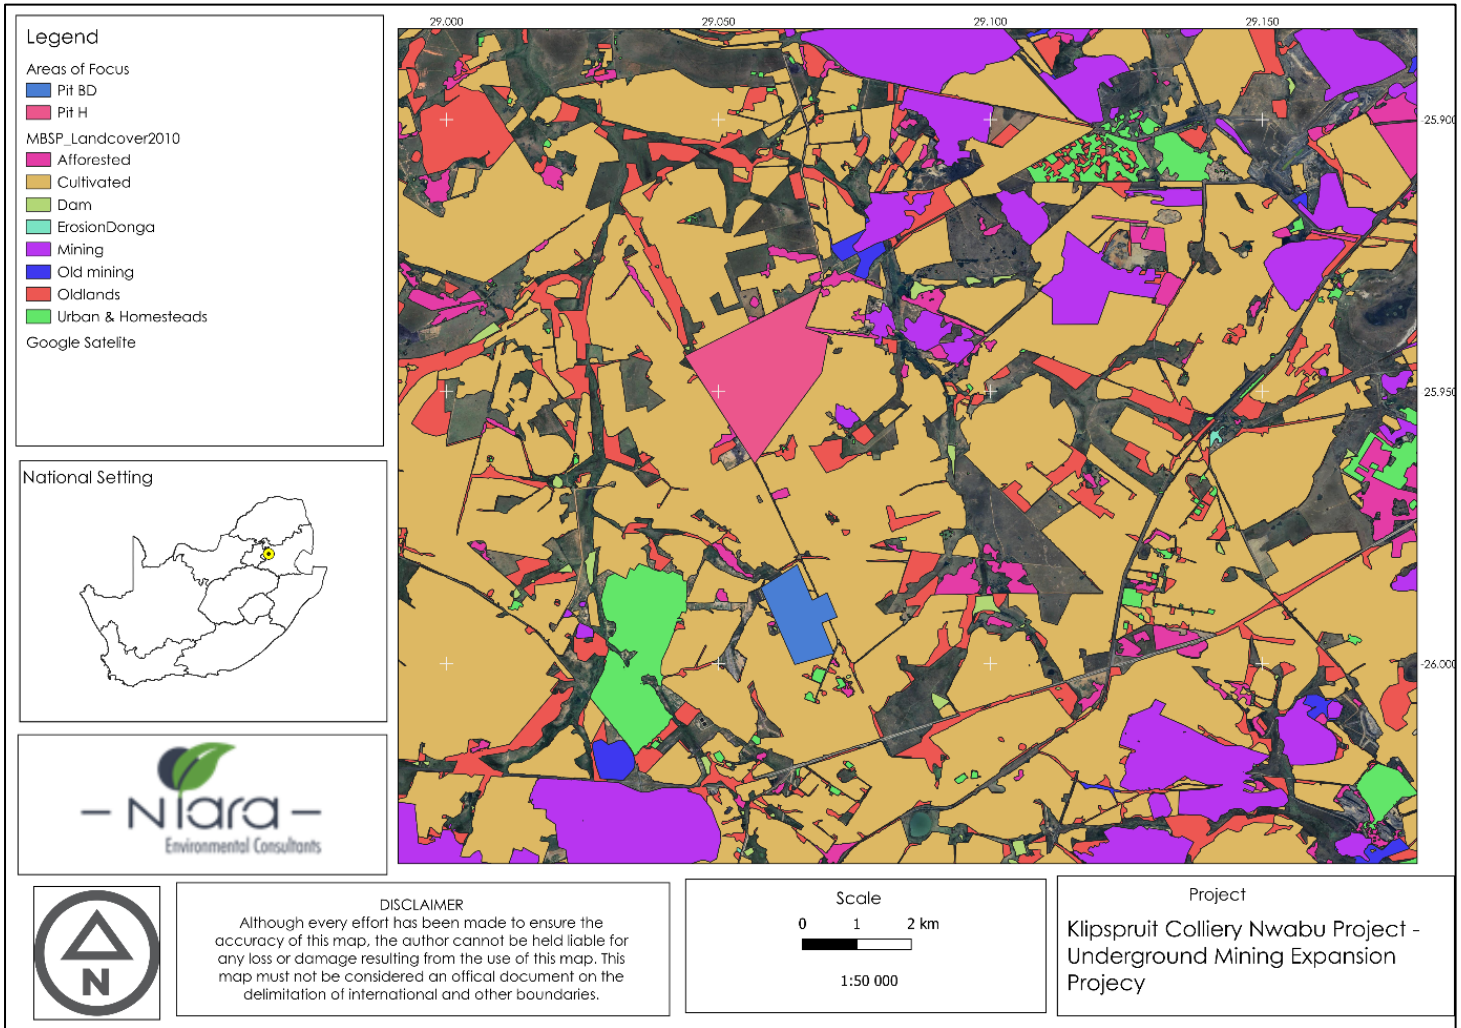 Legend
Areas of Focus
Pit BD
Pit H
MBSP_Landcover2010
Afforested
Cultivated
Dam
ErosionDonga
Mining
Old mining
Oldlands
Urban & Homesteads
Google Satelite
29.000
29.050
29.100
29.150
-25.900
-25.950
-26.000
National Setting
– Niara –
Environmental Consultants
N
DISCLAIMER
Although every effort has been made to ensure the
accuracy of this map, the author cannot be held liable for
any loss or damage resulting from the use of this map. This
map must not be considered an offical document on the
delimitation of international and other boundaries.
Scale
0 1 2 km
1:50 000
Project
Klipspruit Colliery Nwabu Project -
Underground Mining Expansion
Projecy